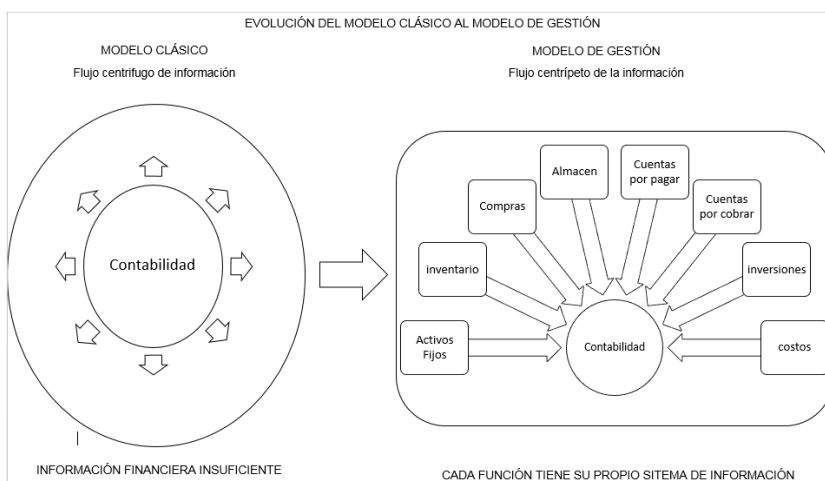 EVOLUCIÓN DEL MODELO CLÁSICO AL MODELO DE GESTIÓN
MODELO CLÁSICO
Flujo centrifugo de información
Contabilidad
INFORMACIÓN FINANCIERA INSUFICIENTE
MODELO DE GESTIÓN
Flujo centrípeto de la información
Activos
Fijos
inventario
Compras
Almacen
Cuentas
por pagar
Cuentas
por cobrar
inversiones
costos
Contabilidad
CADA FUNCIÓN TIENE SU PROPIO SITEMA DE INFORMACIÓN